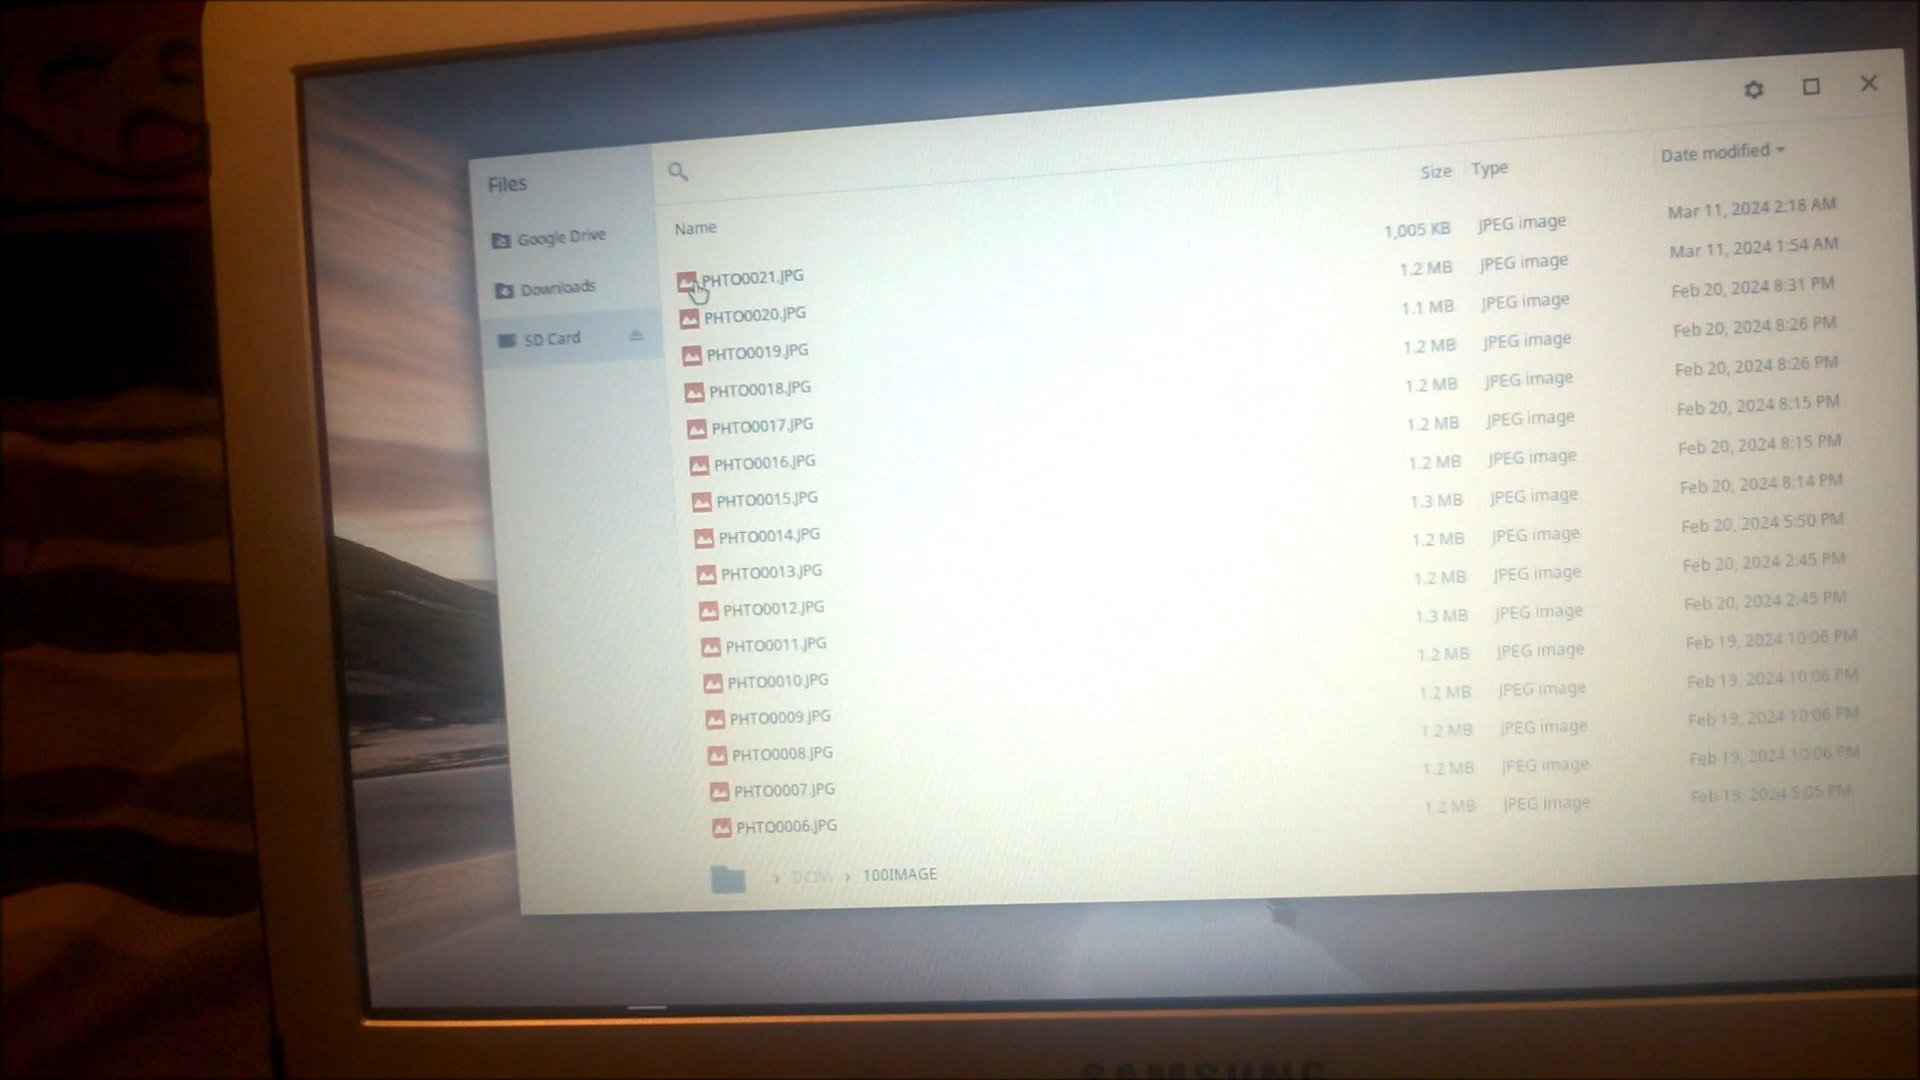 Files
Google Drive
Downloads
SD Card
Name Size Type Date modified
PHTO0021.JPG 1,005 KB JPEG image Mar 11, 2024 2:18 AM
PHTO0020.JPG 1.2 MB JPEG image Mar 11, 2024 1:54 AM
PHTO0019.JPG 1.1 MB JPEG image Feb 20, 2024 8:31 PM
PHTO0018.JPG 1.2 MB JPEG image Feb 20, 2024 8:26 PM
PHTO0017.JPG 1.2 MB JPEG image Feb 20, 2024 8:26 PM
PHTO0016.JPG 1.2 MB JPEG image Feb 20, 2024 8:15 PM
PHTO0015.JPG 1.2 MB JPEG image Feb 20, 2024 8:15 PM
PHTO0014.JPG 1.3 MB JPEG image Feb 20, 2024 8:14 PM
PHTO0013.JPG 1.2 MB JPEG image Feb 20, 2024 5:50 PM
PHTO0012.JPG 1.2 MB JPEG image Feb 20, 2024 2:45 PM
PHTO0011.JPG 1.3 MB JPEG image Feb 20, 2024 2:45 PM
PHTO0010.JPG 1.2 MB JPEG image Feb 19, 2024 10:06 PM
PHTO0009.JPG 1.2 MB JPEG image Feb 19, 2024 10:06 PM
PHTO0008.JPG 1.2 MB JPEG image Feb 19, 2024 10:06 PM
PHTO0007.JPG 1.2 MB JPEG image Feb 19, 2024 10:06 PM
PHTO0006.JPG 1.2 MB JPEG image Feb 19, 2024 5:05 PM
› DCIM › 100IMAGE
SAMSUNG